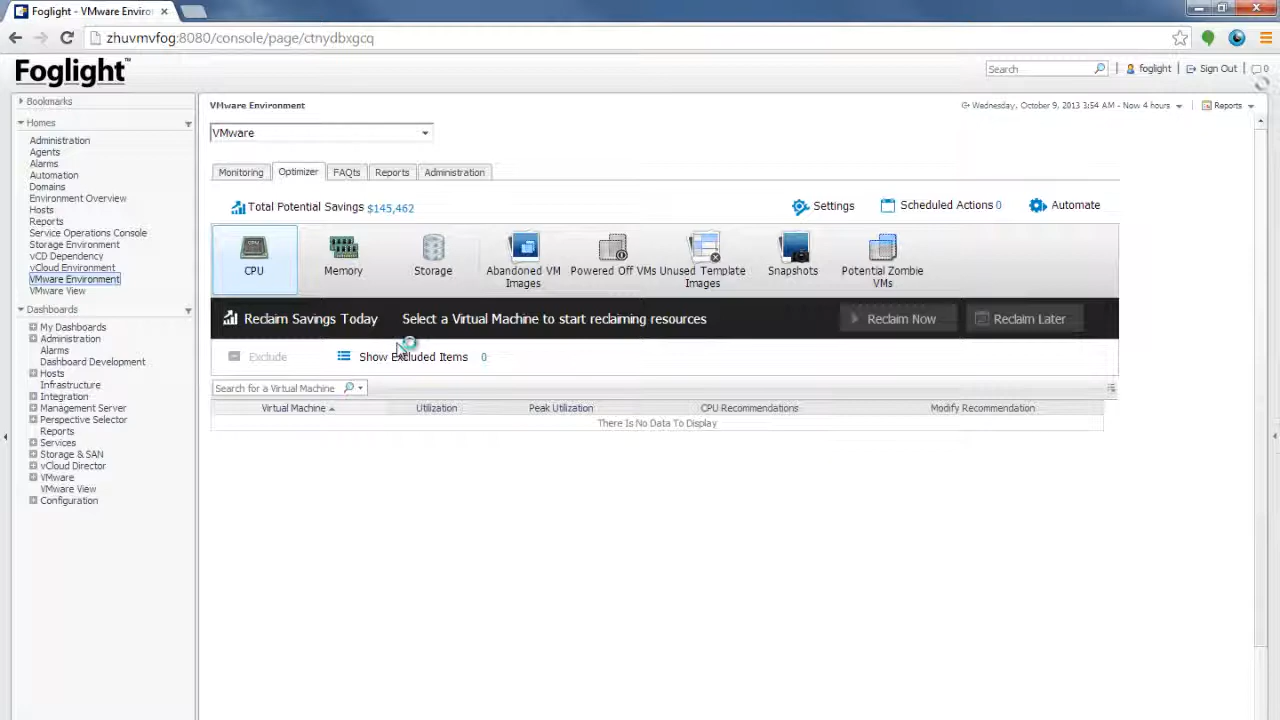 Foglight - VMware Enviro
zhuvmvfog:8080/console/page/ctnydbxgcq
Foglight™
Search
foglight
Sign Out
0
Bookmarks
Homes
Administration
Agents
Alarms
Automation
Domains
Environment Overview
Hosts
Reports
Service Operations Console
Storage Environment
vCD Dependency
vCloud Environment
VMware Environment
VMware View
Dashboards
My Dashboards
Administration
Alarms
Dashboard Development
Hosts
Infrastructure
Integration
Management Server
Perspective Selector
Reports
Services
Storage & SAN
vCloud Director
VMware
VMware View
Configuration
VMware Environment
Wednesday, October 9, 2013 3:54 AM - Now 4 hours
Reports
VMware
Monitoring Optimizer FAQts Reports Administration
Total Potential Savings $145,462
Settings
Scheduled Actions 0
Automate
CPU
Memory
Storage
Abandoned VM
Images
Powered Off VMs
Unused Template
Images
Snapshots
Potential Zombie
VMs
Reclaim Savings Today
Select a Virtual Machine to start reclaiming resources
Reclaim Now
Reclaim Later
Exclude
Show Excluded Items 0
Search for a Virtual Machine
Virtual Machine Utilization Peak Utilization CPU Recommendations Modify Recommendation
There Is No Data To Display